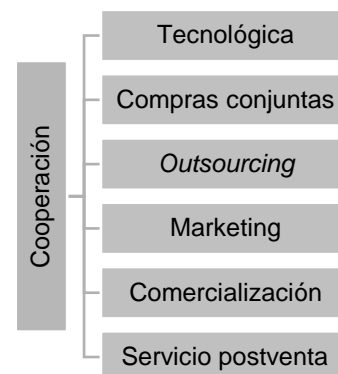 Cooperación
Tecnológica
Compras conjuntas
Outsourcing
Marketing
Comercialización
Servicio postventa